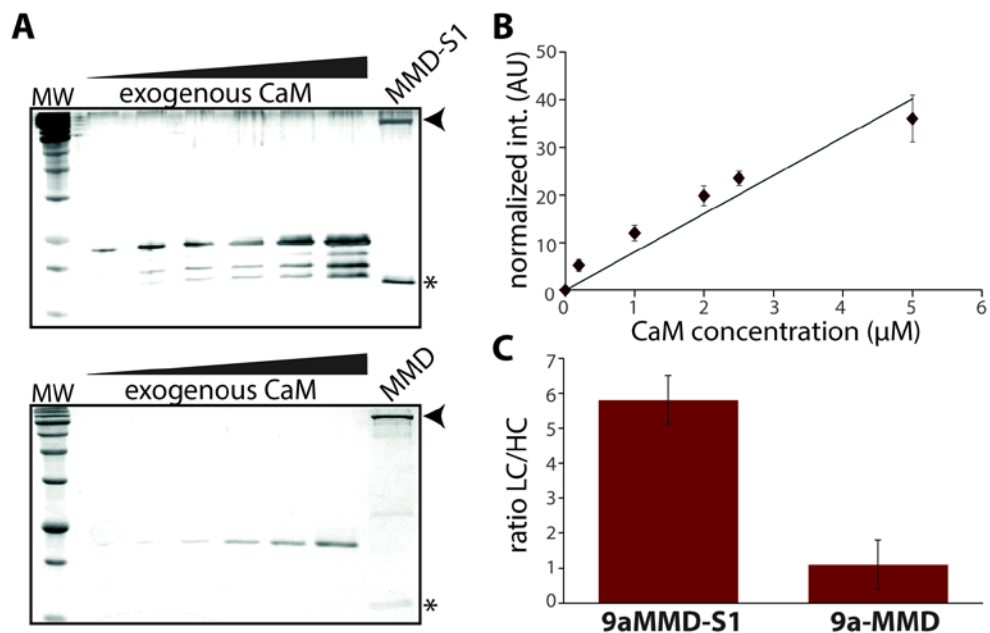 A
MW
exogenous CaM
MMD-S1
*
MW
exogenous CaM
MMD
*
B
normalized int. (AU)
50
40
30
20
10
0
0 1 2 3 4 5 6
CaM concentration (µM)
C
ratio LC/HC
7
6
5
4
3
2
1
0
9aMMD-S1 9a-MMD